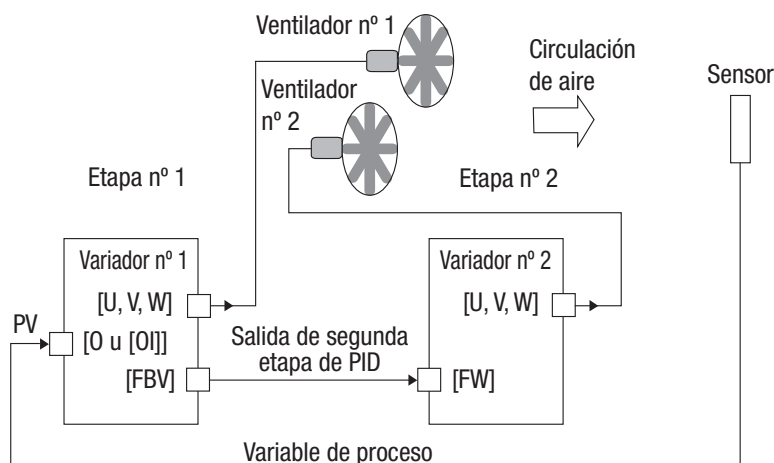 Ventilador nº 1
Circulación
de aire
Sensor
Ventilador
nº 2
Etapa nº 1
Etapa nº 2
Variador nº 1
Variador nº 2
[U, V, W]
[U, V, W]
PV
[O u [OI]]
Salida de segunda
etapa de PID
[FBV]
[FW]
Variable de proceso